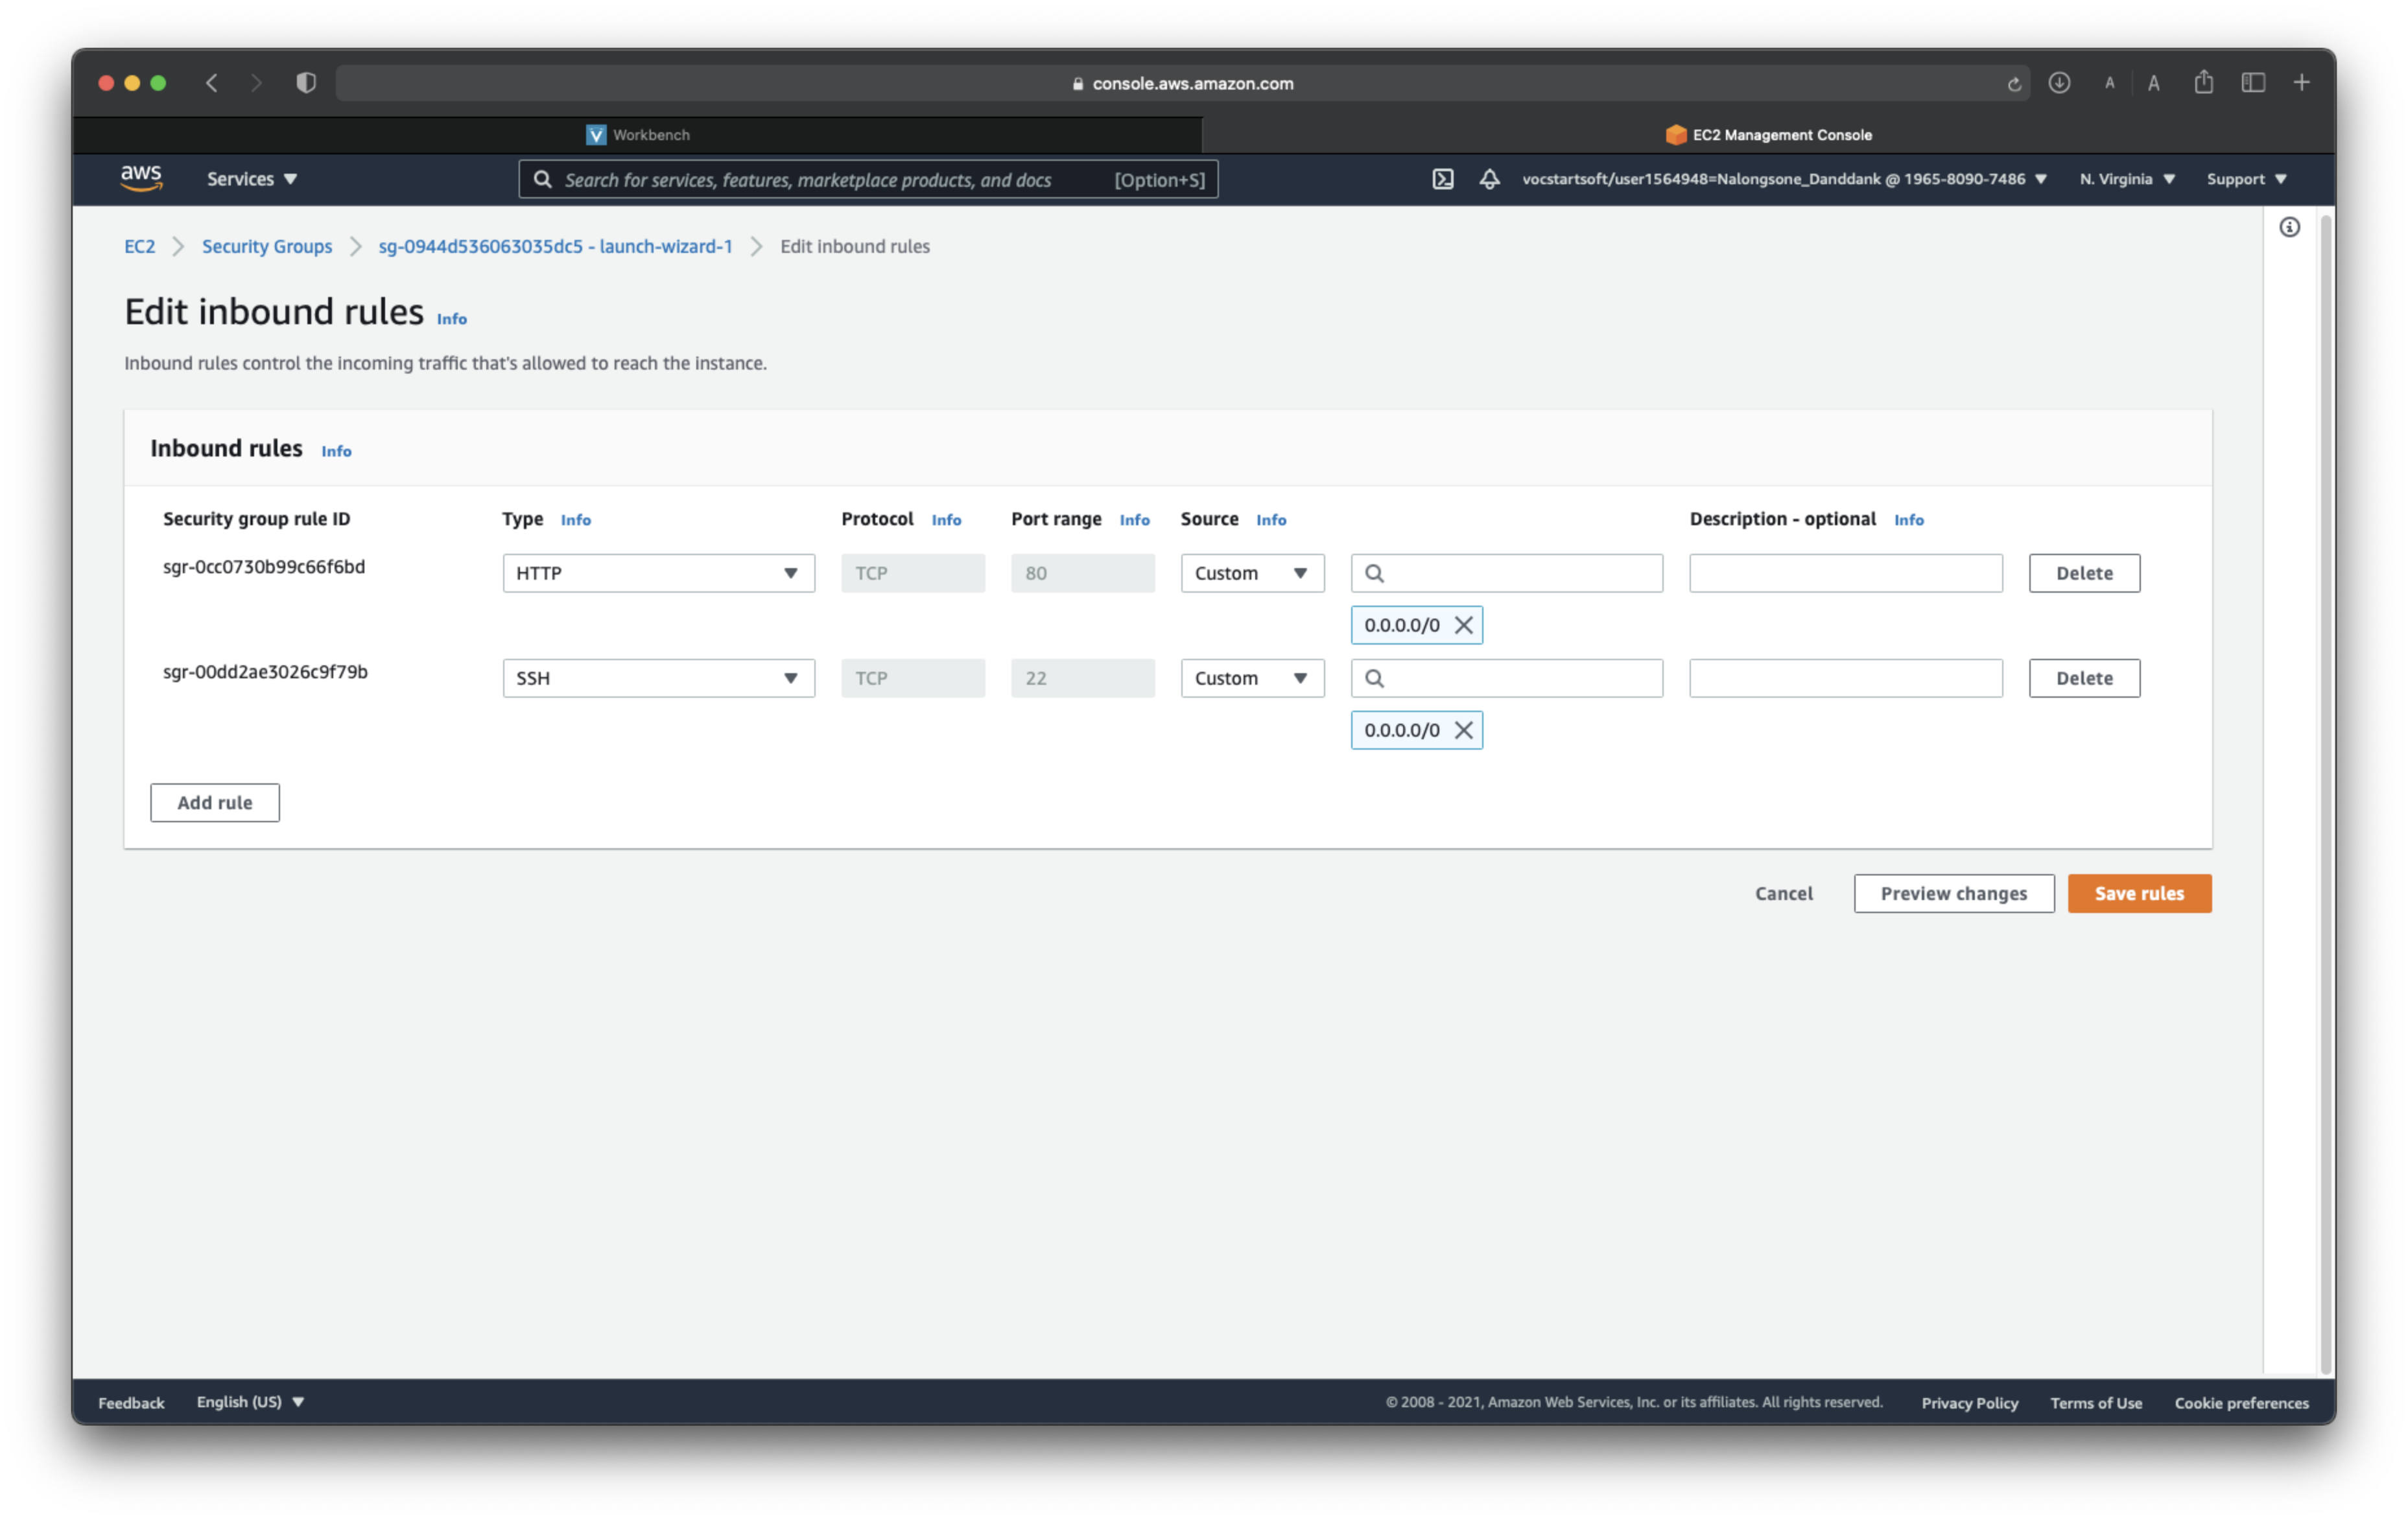 console.aws.amazon.com
A A
Workbench
EC2 Management Console
aws Services Search for services, features, marketplace products, and docs [Option+S] vocstartsoft/user1564948=Nalongsone_Danddank @ 1965-8090-7486 N. Virginia Support
EC2 Security Groups sg-0944d536063035dc5 - launch-wizard-1 Edit inbound rules
Edit inbound rules Info
Inbound rules control the incoming traffic that's allowed to reach the instance.
Inbound rules Info
Security group rule ID Type Info Protocol Info Port range Info Source Info Description - optional Info
sgr-0cc0730b99c66f6bd HTTP TCP 80 Custom Delete
0.0.0.0/0
sgr-00dd2ae3026c9f79b SSH TCP 22 Custom Delete
0.0.0.0/0
Add rule
Cancel Preview changes Save rules
Feedback English (US) © 2008 - 2021, Amazon Web Services, Inc. or its affiliates. All rights reserved. Privacy Policy Terms of Use Cookie preferences